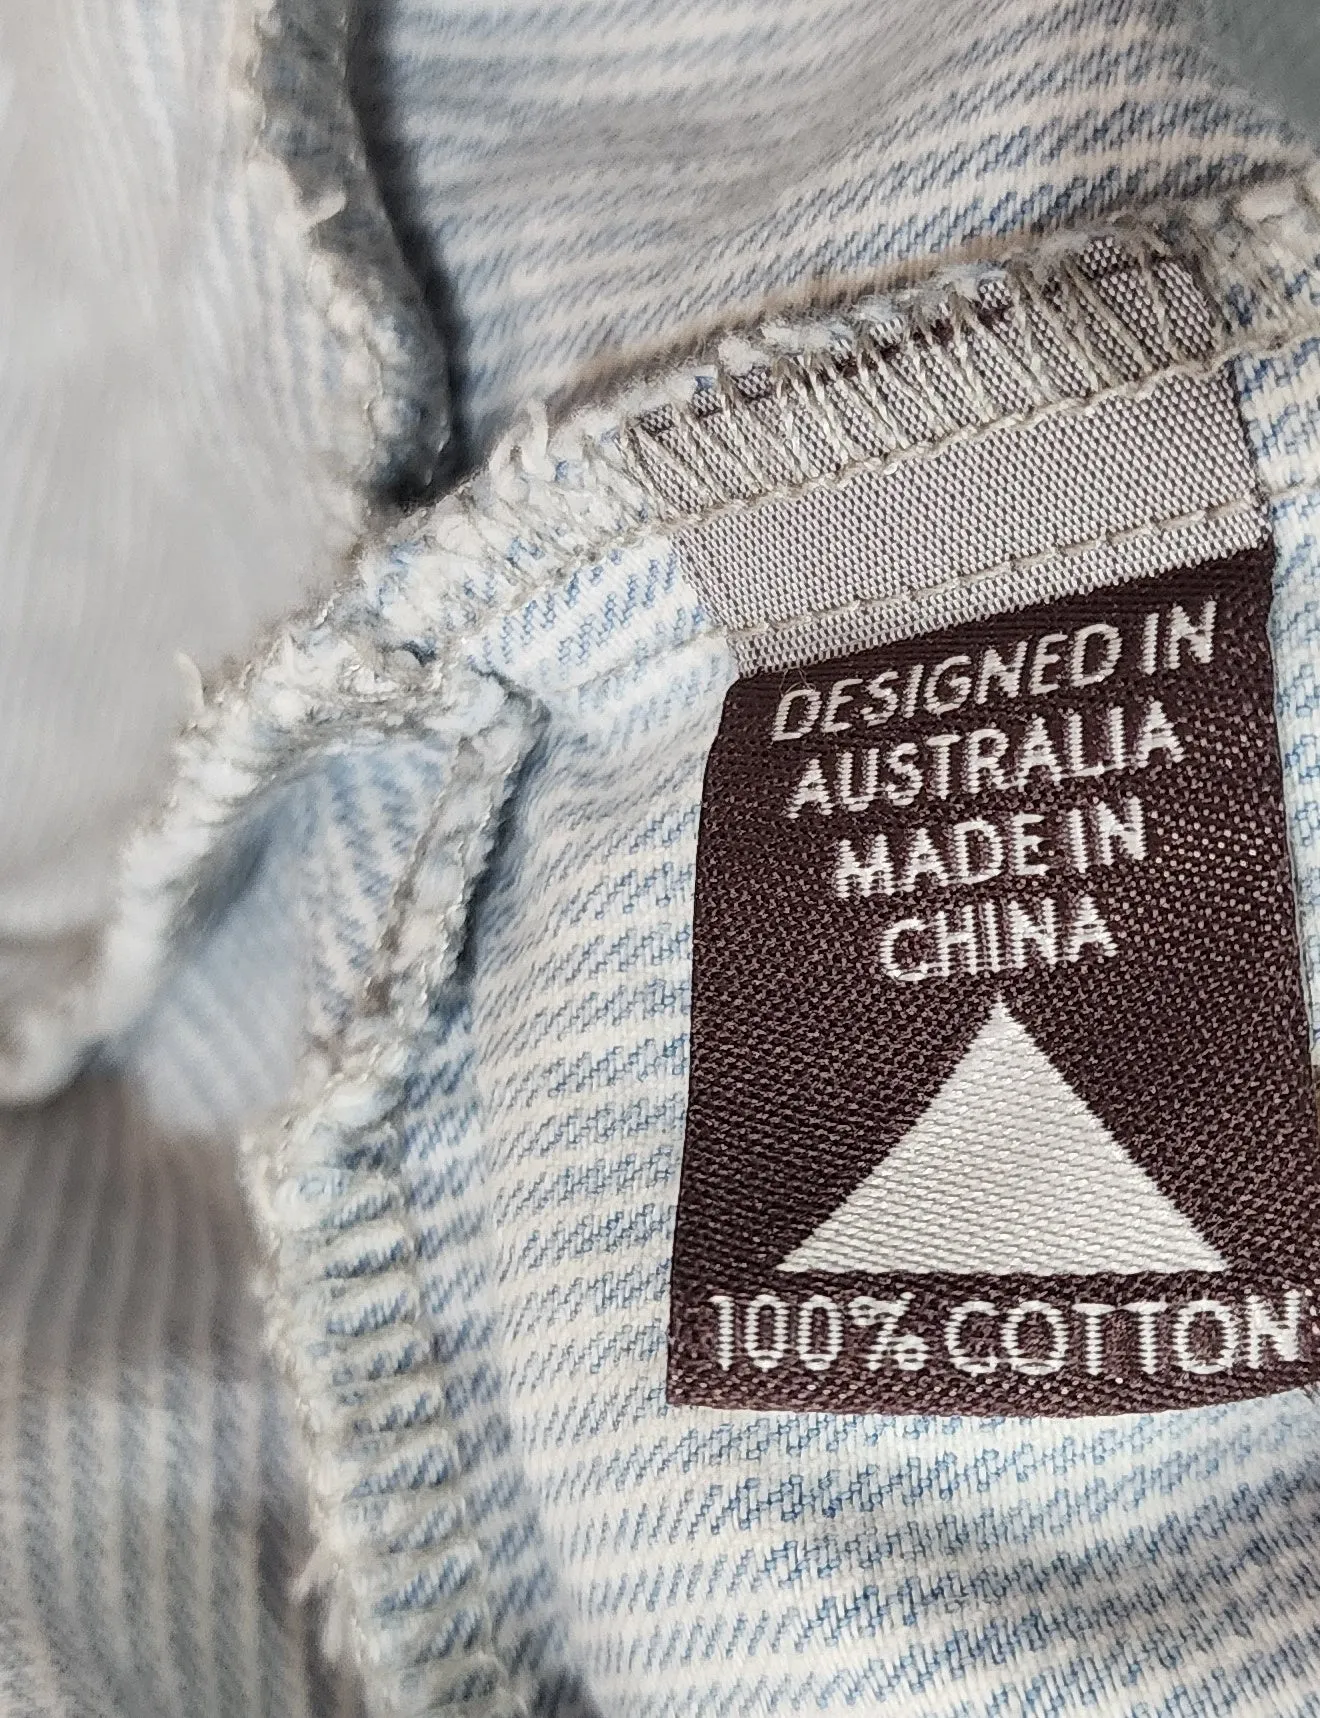 DESIGNED IN
AUSTRALIA
MADE IN
CHINA
100% COTTON